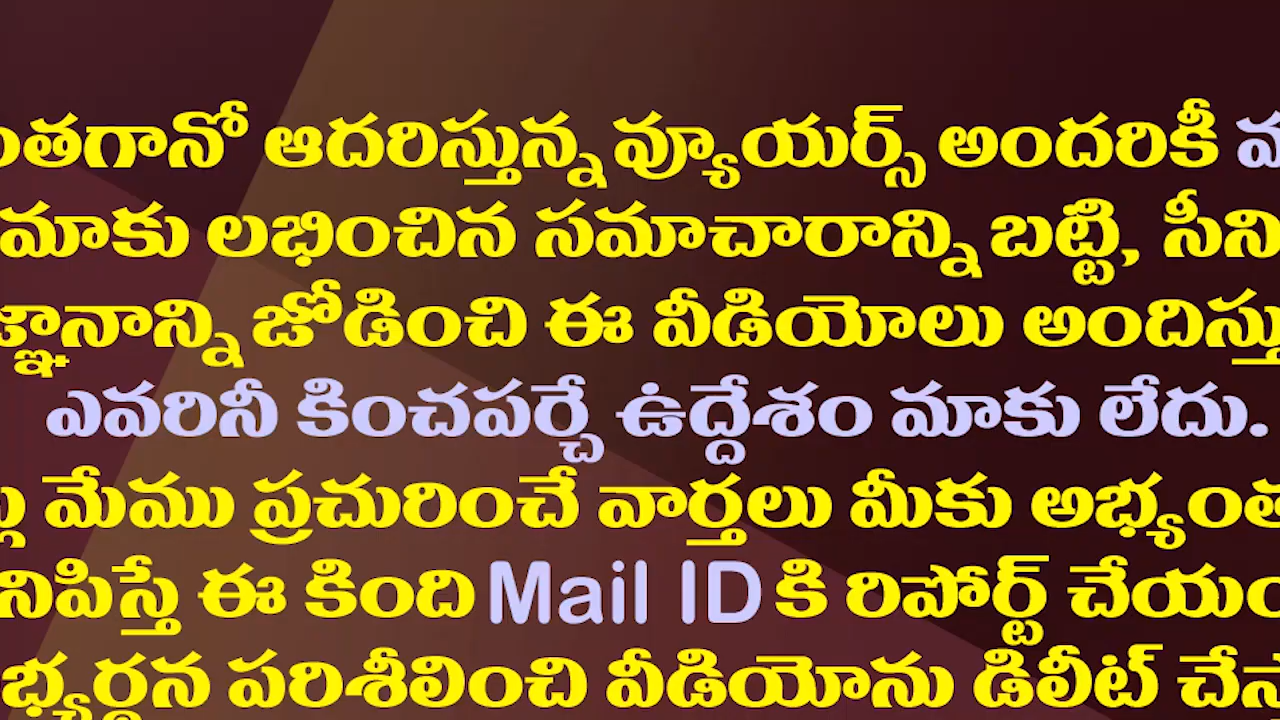 ంతగానో ఆదరిస్తున్న వ్యూయర్స్ అందరికీ
మాకు లభించిన సమాచారాన్ని బట్టి, సీని
జ్ఞానాన్ని జోడించి ఈ వీడియోలు అందిస్తు
ఎవరినీ కించపర్చే ఉద్దేశం మాకు లేదు.
మేము ప్రచురించే వార్తలు మీకు అభ్యంత
నిపిస్తే ఈ కింది Mail ID కి రిపోర్ట్ చేయం
భ్యర్థన పరిశీలించి వీడియోను డిలీట్ చేస